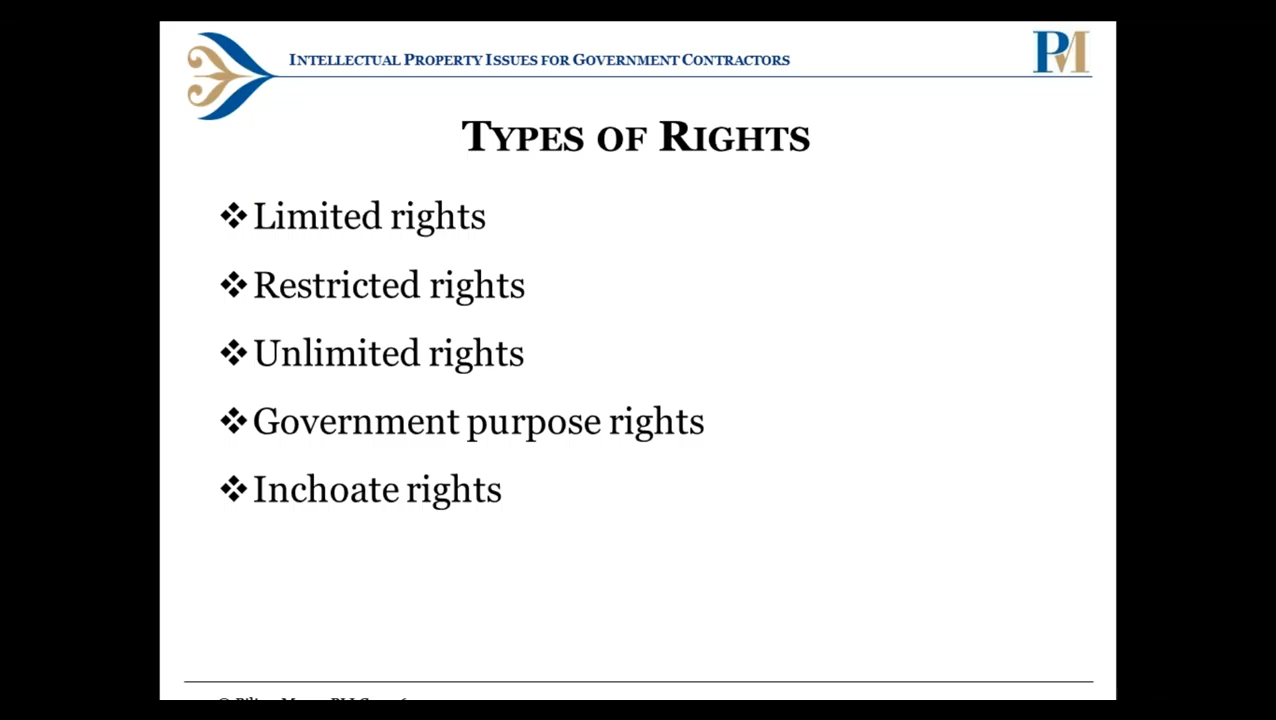 INTELLECTUAL PROPERTY ISSUES FOR GOVERNMENT CONTRACTORS
PM
TYPES OF RIGHTS
Limited rights
Restricted rights
Unlimited rights
Government purpose rights
Inchoate rights